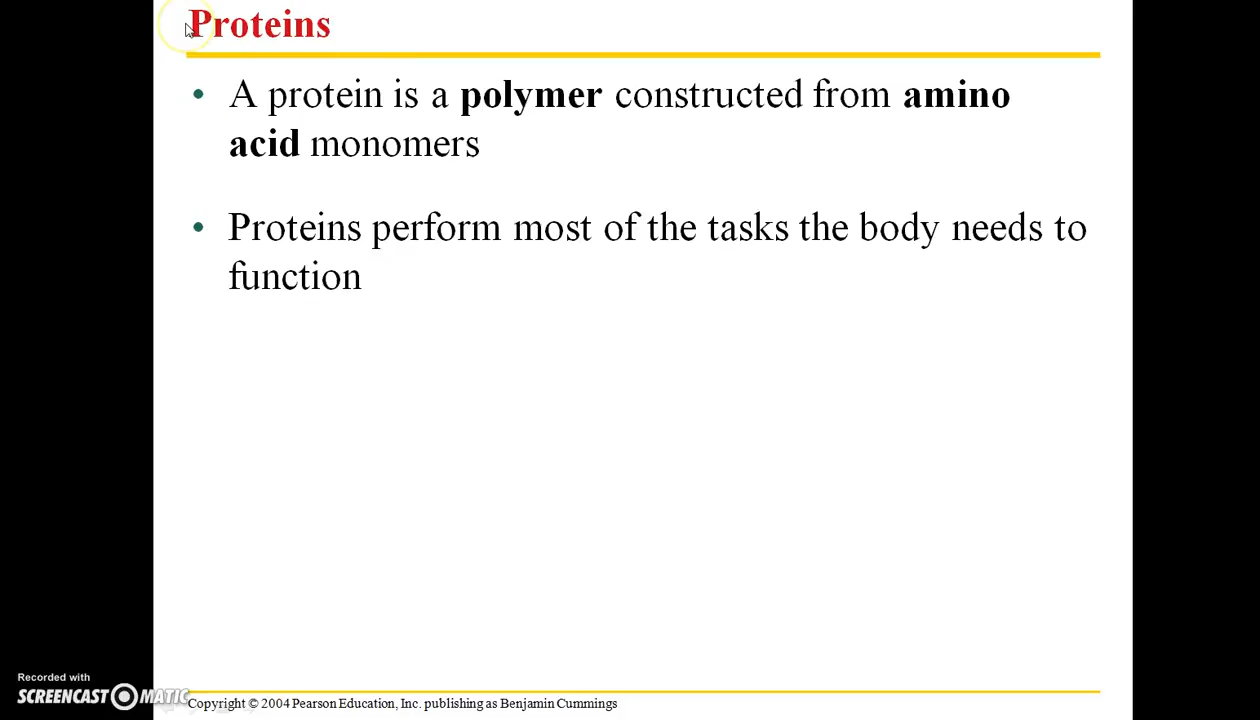 Proteins
• A protein is a polymer constructed from amino
acid monomers
• Proteins perform most of the tasks the body needs to
function
Recorded with
SCREENCAST MATIC
Copyright © 2004 Pearson Education, Inc. publishing as Benjamin Cummings